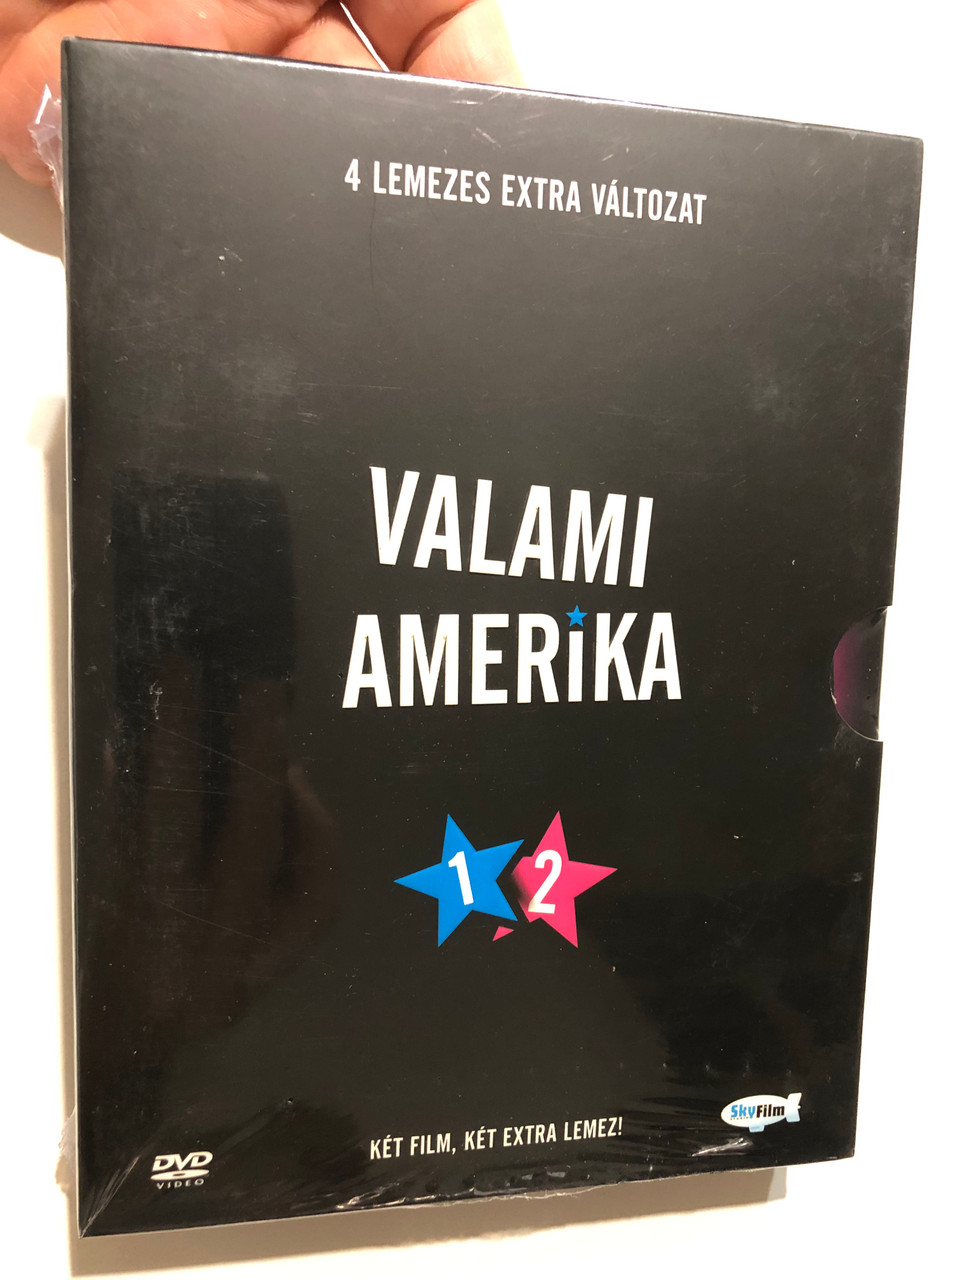 4 LEMEZES EXTRA VÁLTOZAT
VALAMI
AMERiKA
1 2
SkyFilm
KÉT FILM, KÉT EXTRA LEMEZ!
DVD
VIDEO